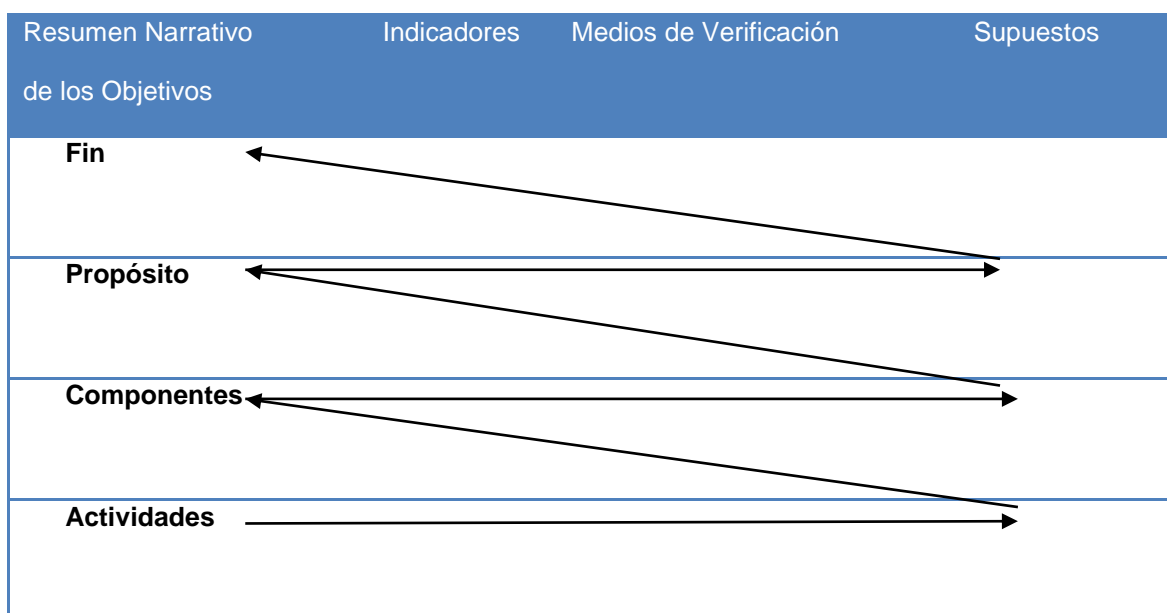 Resumen Narrativo Indicadores Medios de Verificación Supuestos
de los Objetivos
Fin
Propósito
Componentes
Actividades